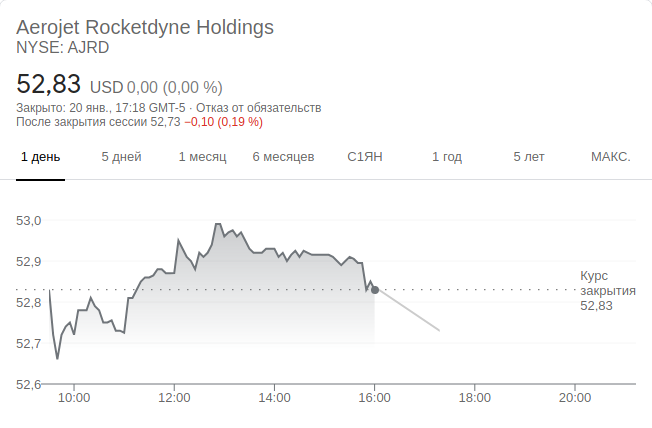 Aerojet Rocketdyne Holdings
NYSE: AJRD
52,83 USD 0,00 (0,00 %)
Закрыто: 20 янв., 17:18 GMT-5 · Отказ от обязательств
После закрытия сессии 52,73 −0,10 (0,19 %)
1 день 5 дней 1 месяц 6 месяцев С1ЯН 1 год 5 лет МАКС.
53,0
52,9
52,8
52,7
52,6
Курс
закрытия
52,83
10:00 12:00 14:00 16:00 18:00 20:00